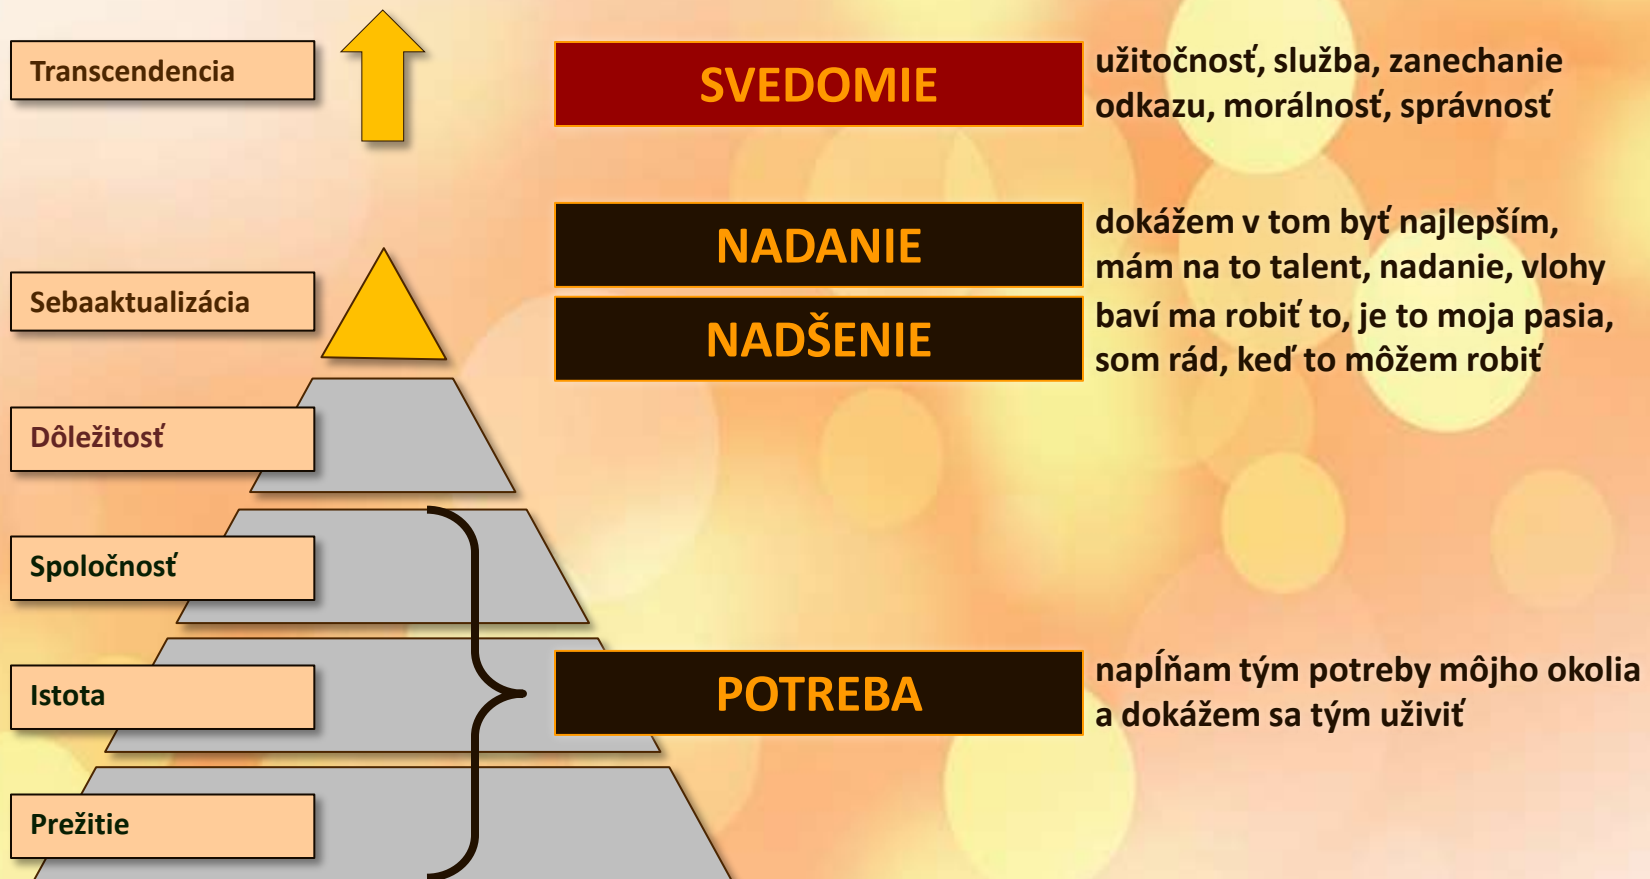 Transcendencia
SVEDOMIE
užitočnosť, služba, zanechanie
odkazu, morálnosť, správnosť
NADANIE
dokážem v tom byť najlepším,
mám na to talent, nadanie, vlohy
Sebaaktualizácia
NADŠENIE
baví ma robiť to, je to moja pasia,
som rád, keď to môžem robiť
Dôležitosť
Spoločnosť
Istota
POTREBA
napĺňam tým potreby môjho okolia
a dokážem sa tým uživiť
Prežitie